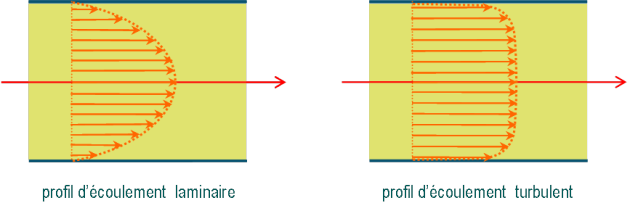 profil d'écoulement laminaire
profil d'écoulement turbulent